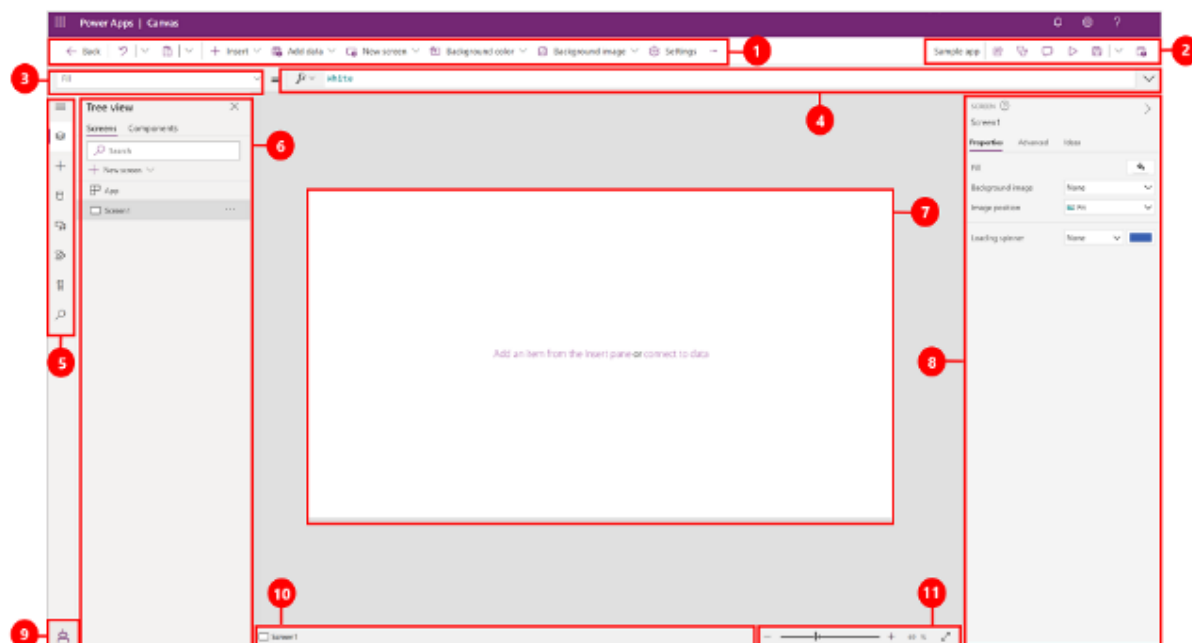 Power Apps | Canvas
?
Back
Insert
Add data
New screen
Background color
Background image
Settings
1
Sample app
2
3
Fill
=
fx
White
4
Tree view
SCREEN
Screen1
Screens Components
Search
6
Properties Advanced Ideas
New screen
Fill
App
Background image None
Screen1
7
Image position Fit
Loading spinner None
Add an item from the Insert pane or connect to data
5
8
10
11
9
Screen1
%